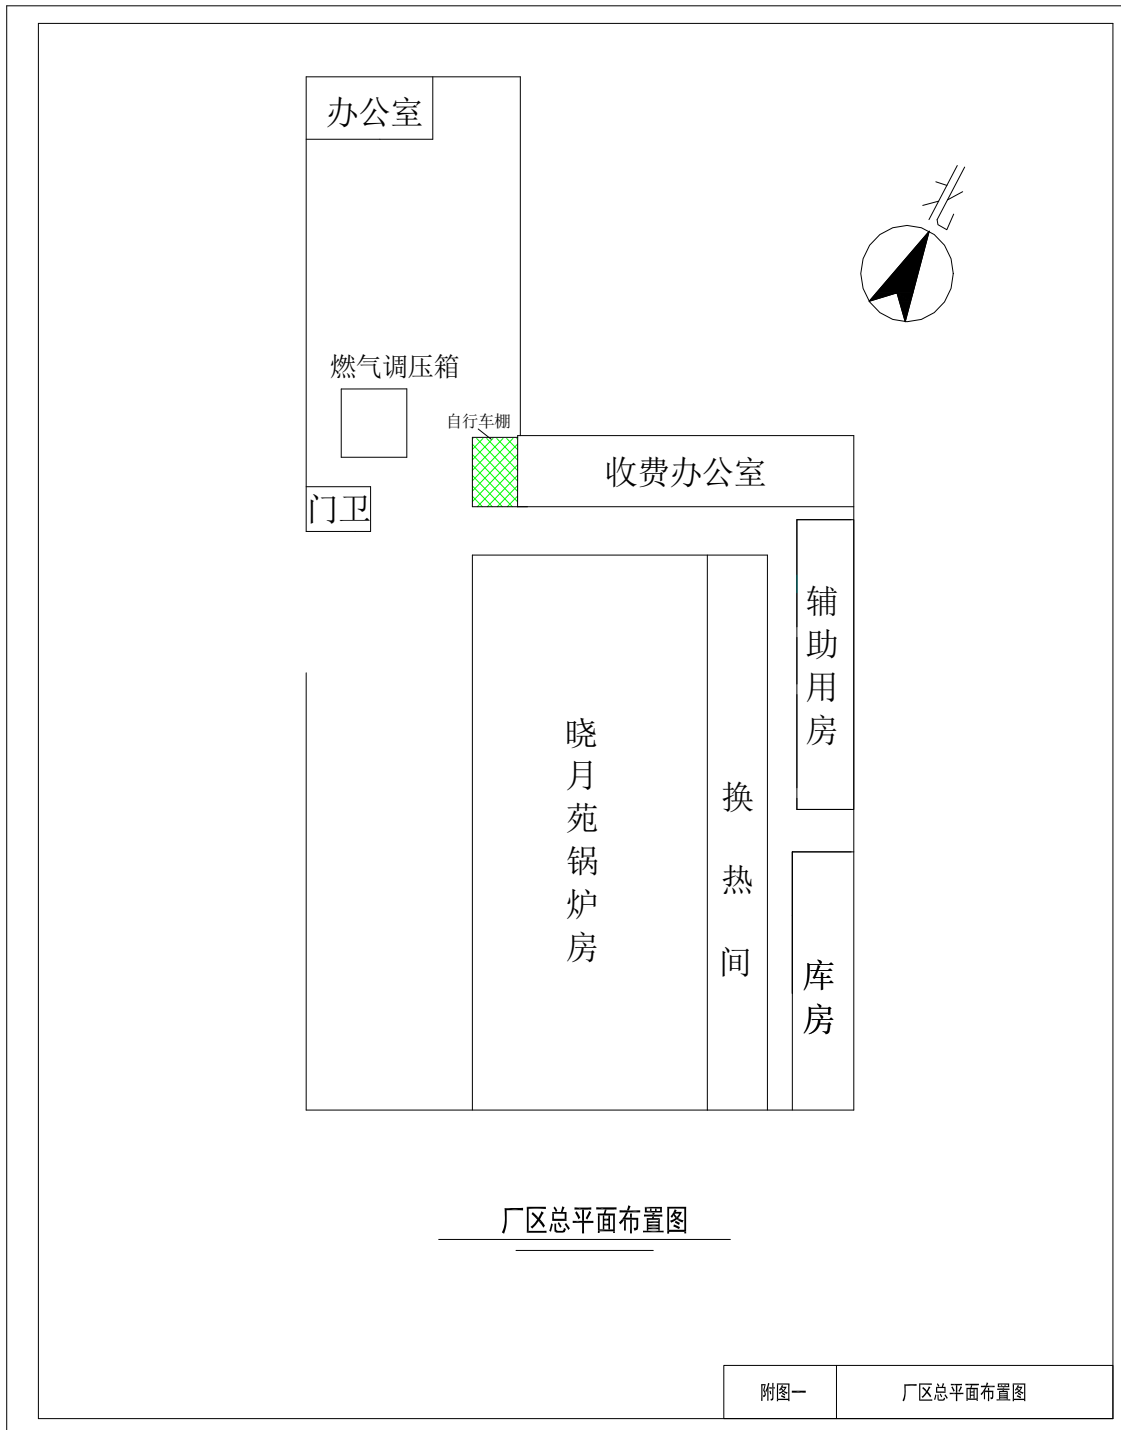 办公室
北
燃气调压箱
自行车棚
收费办公室
门卫
辅助用房
晓月苑锅炉房
换热间
库房
厂区总平面布置图
附图一
厂区总平面布置图